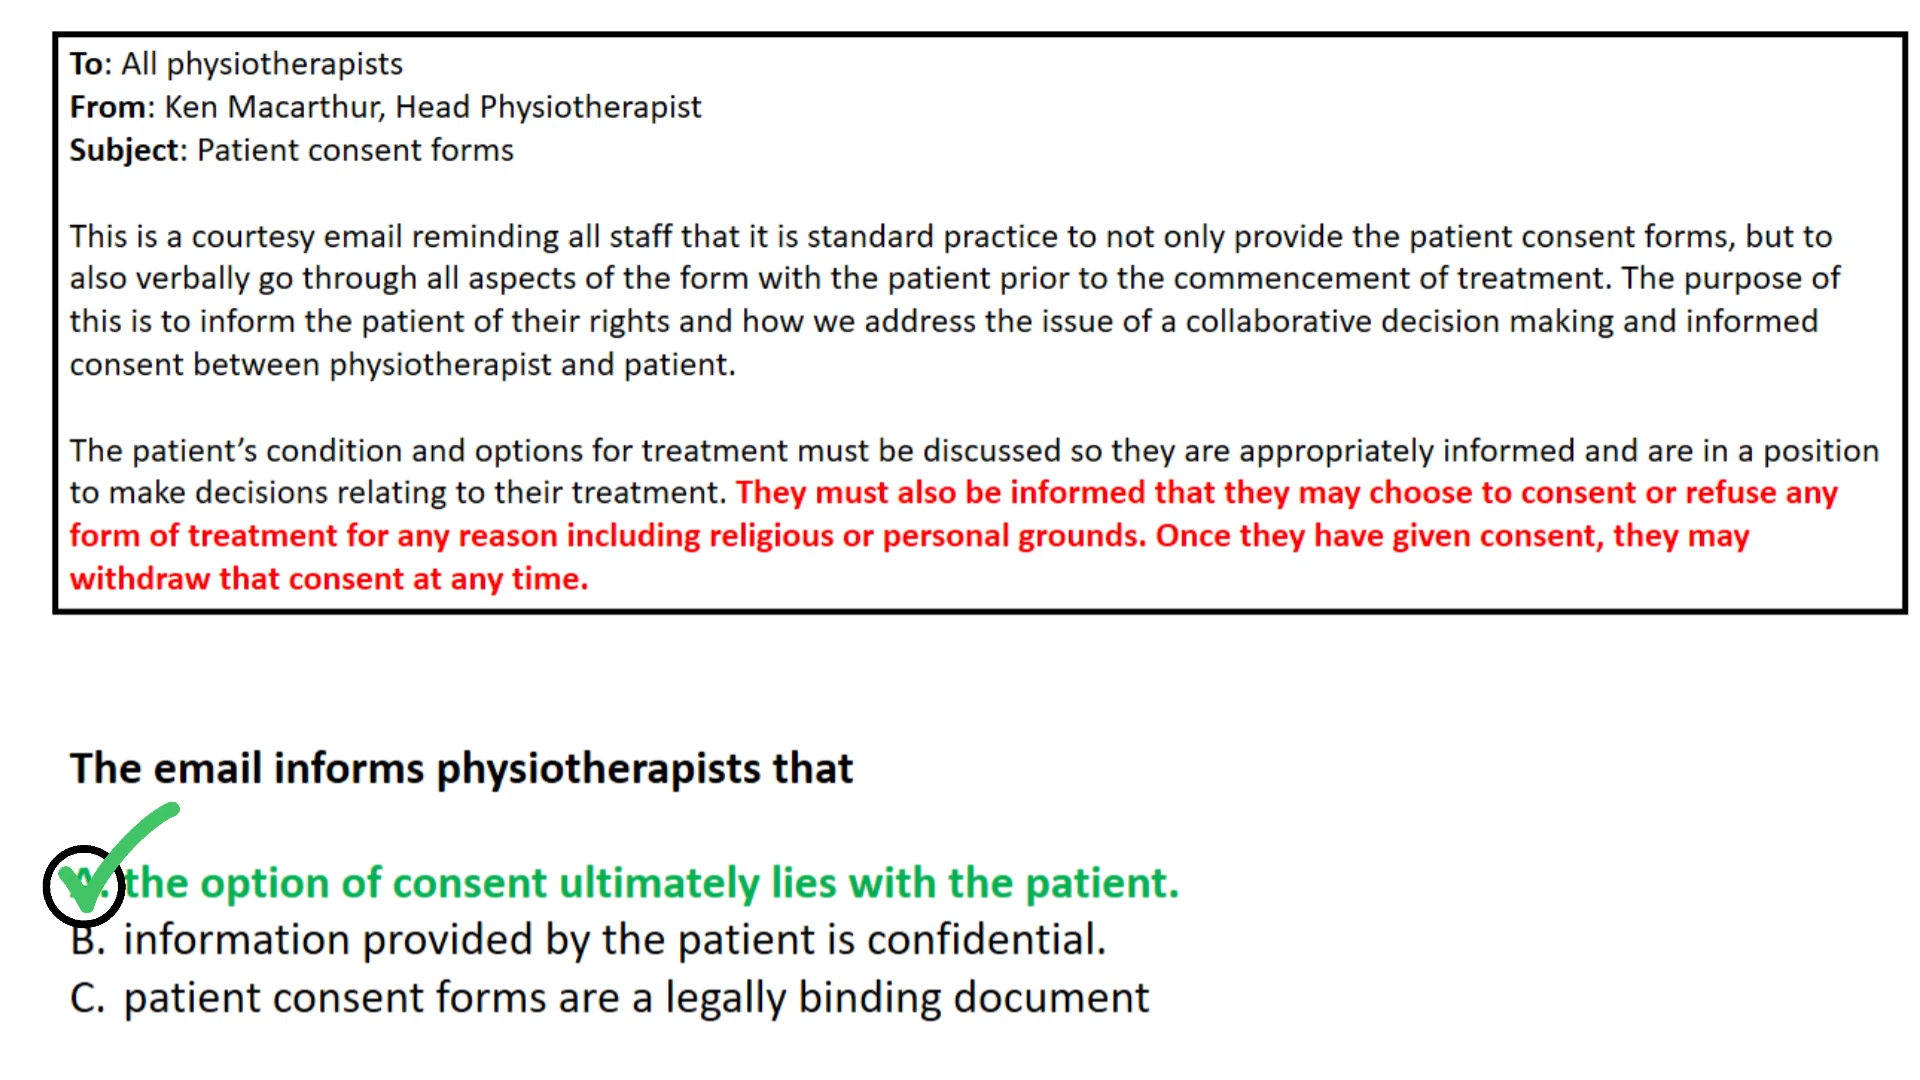 To: All physiotherapists
From: Ken Macarthur, Head Physiotherapist
Subject: Patient consent forms
This is a courtesy email reminding all staff that it is standard practice to not only provide the patient consent forms, but to
also verbally go through all aspects of the form with the patient prior to the commencement of treatment. The purpose of
this is to inform the patient of their rights and how we address the issue of a collaborative decision making and informed
consent between physiotherapist and patient.
The patient’s condition and options for treatment must be discussed so they are appropriately informed and are in a position
to make decisions relating to their treatment. They must also be informed that they may choose to consent or refuse any
form of treatment for any reason including religious or personal grounds. Once they have given consent, they may
withdraw that consent at any time.
The email informs physiotherapists that
A. the option of consent ultimately lies with the patient.
B. information provided by the patient is confidential.
C. patient consent forms are a legally binding document